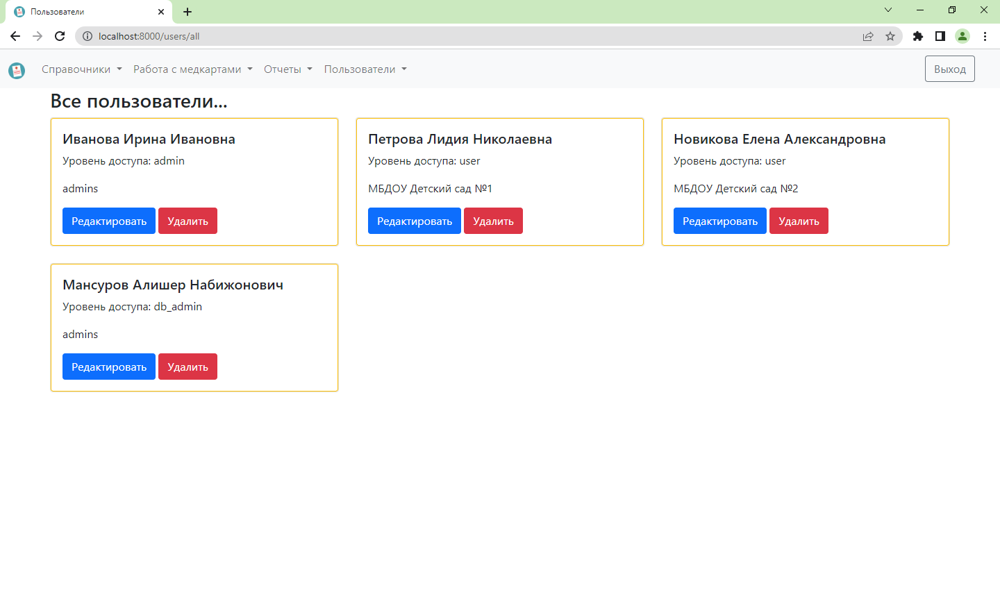 Пользователи
localhost:8000/users/all
Справочники Работа с медкартами Отчеты Пользователи Выход
Все пользователи...
Иванова Ирина Ивановна
Уровень доступа: admin
admins
Редактировать Удалить
Петрова Лидия Николаевна
Уровень доступа: user
МБДОУ Детский сад №1
Редактировать Удалить
Новикова Елена Александровна
Уровень доступа: user
МБДОУ Детский сад №2
Редактировать Удалить
Мансуров Алишер Набижонович
Уровень доступа: db_admin
admins
Редактировать Удалить